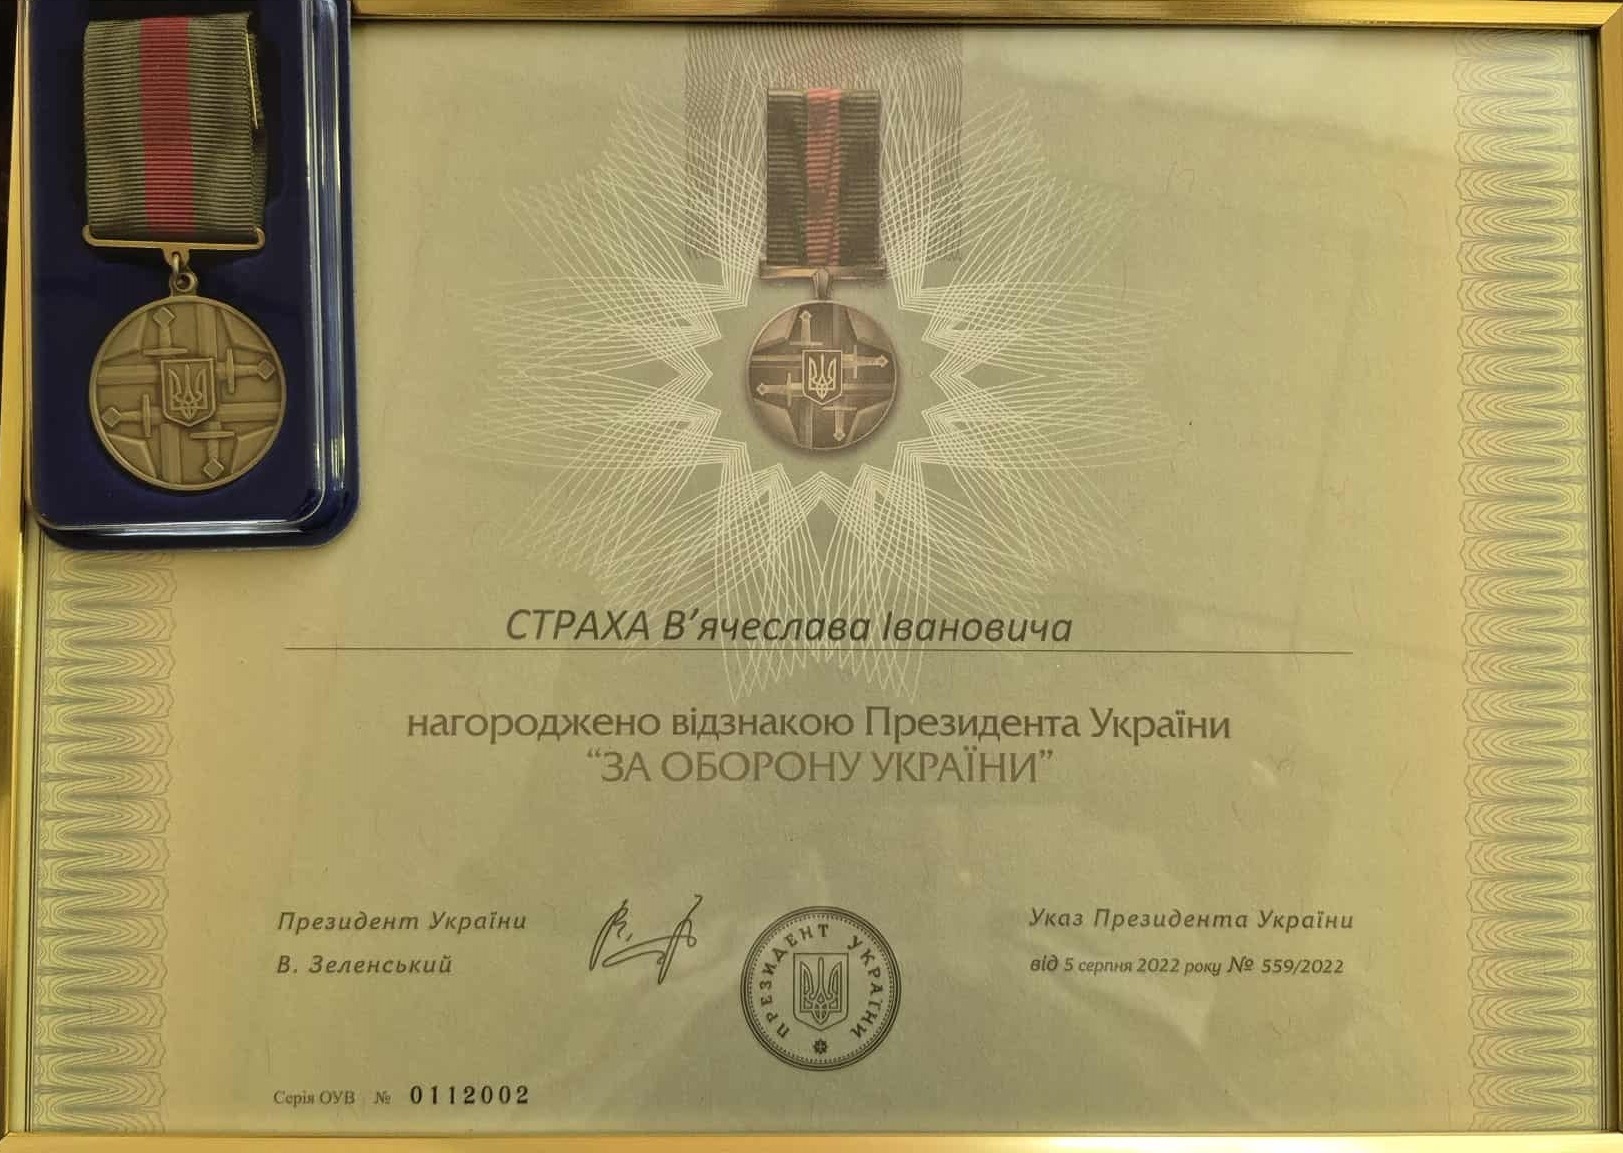 СТРАХА В’ячеслава Івановича
нагороджено відзнакою Президента України
“ЗА ОБОРОНУ УКРАЇНИ”
Президент України
В. Зеленський
ПРЕЗИДЕНТ УКРАЇНИ
Указ Президента України
від 5 серпня 2022 року № 559/2022
Серія ОУВ № 0112002